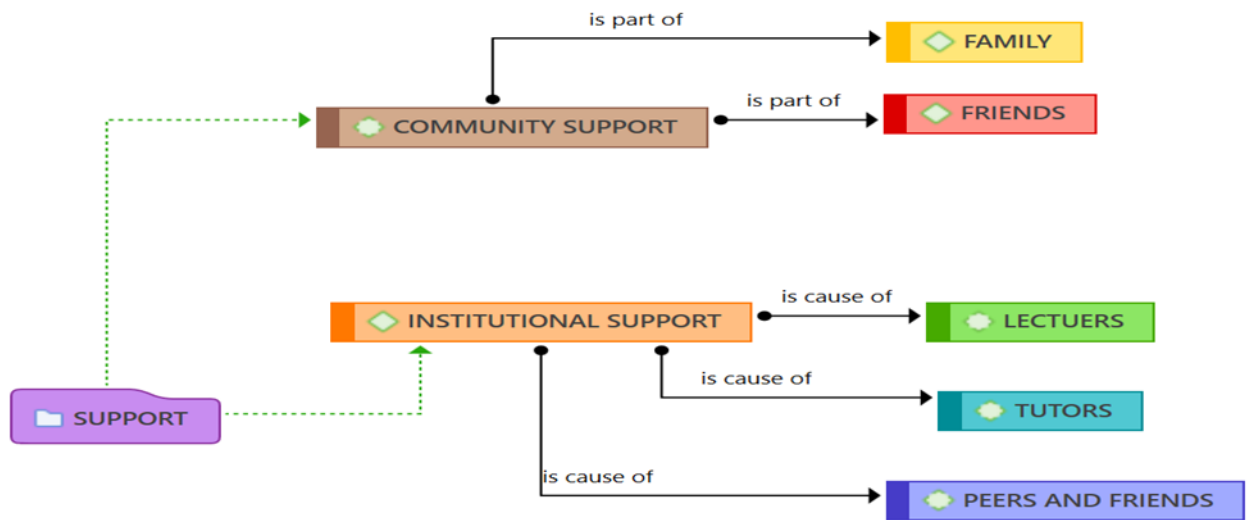 is part of
FAMILY
is part of
FRIENDS
COMMUNITY SUPPORT
is cause of
INSTITUTIONAL SUPPORT
LECTUERS
is cause of
TUTORS
SUPPORT
is cause of
PEERS AND FRIENDS